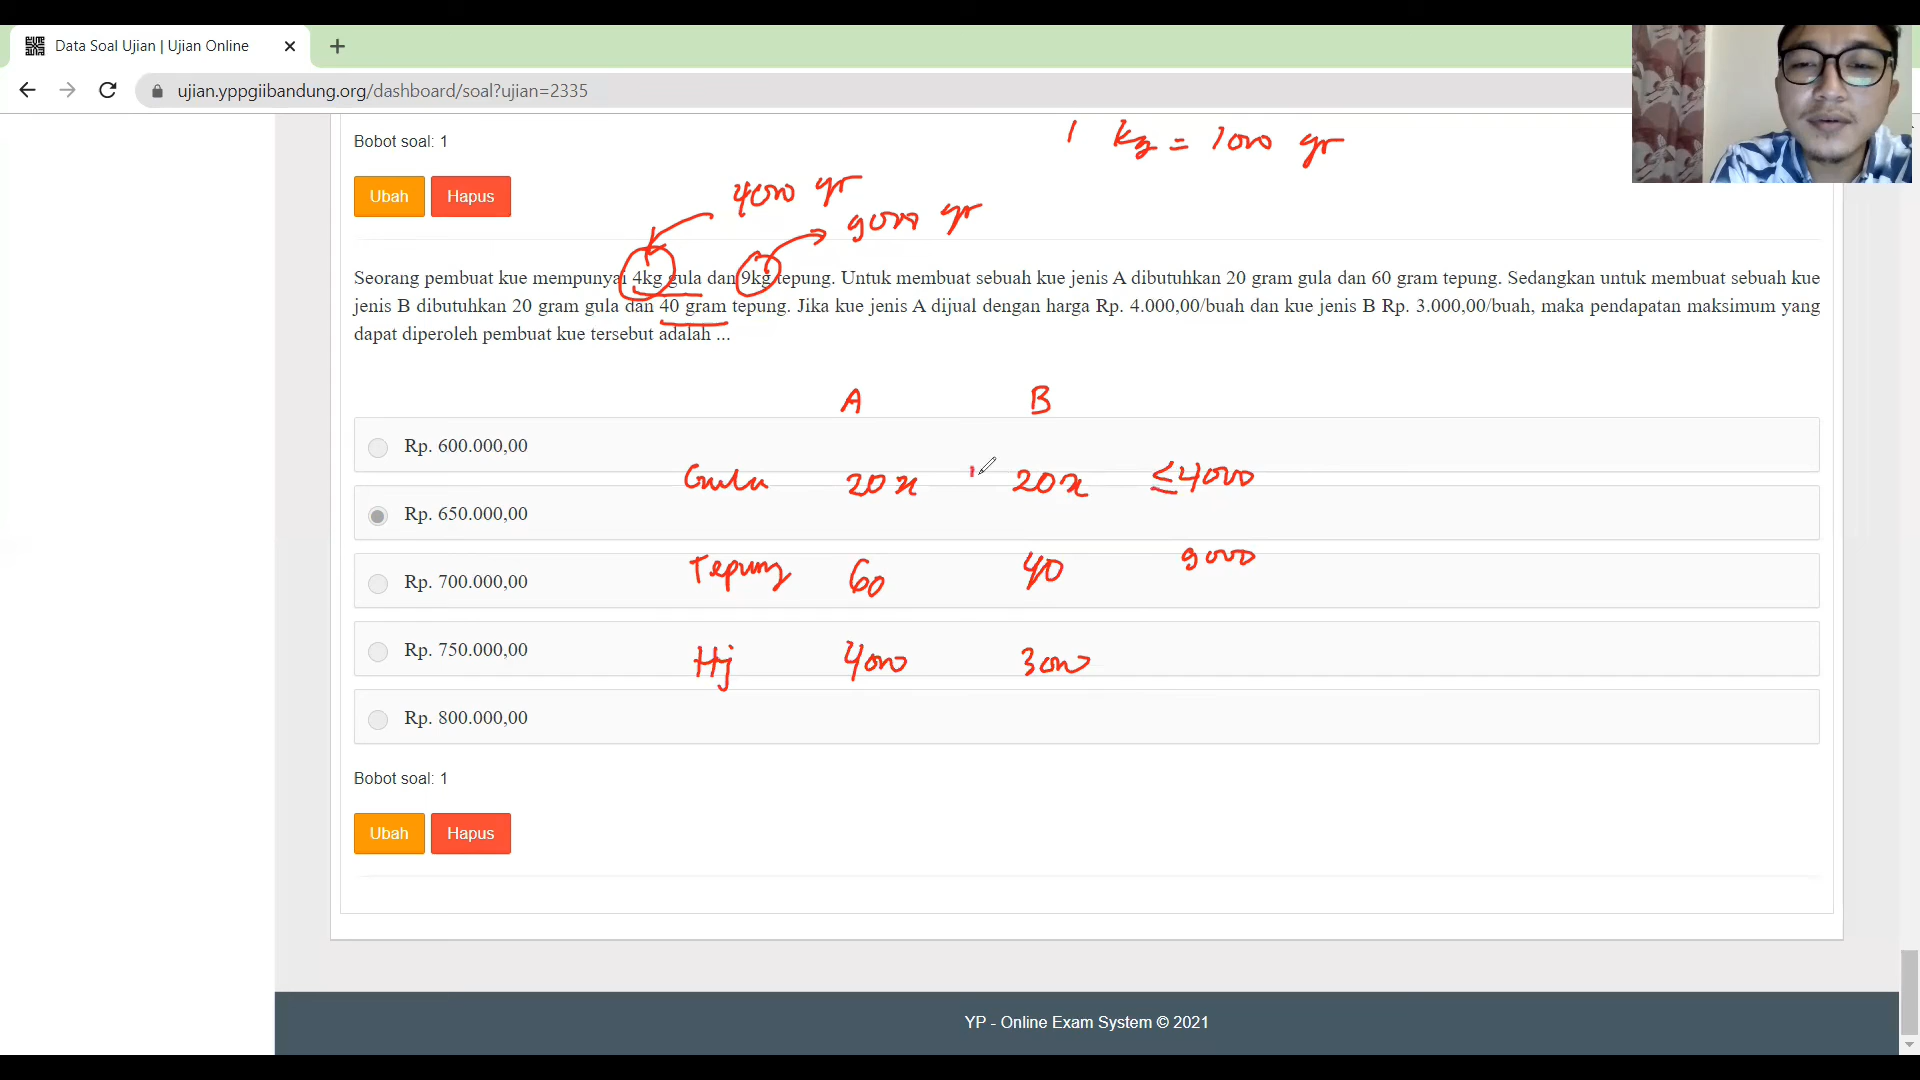 Data Soal Ujian | Ujian Online
ujian.yppgiibandung.org/dashboard/soal?ujian=2335
Bobot soal: 1
1 kg = 1000 gr
Ubah Hapus
4000 gr
9000 gr
Seorang pembuat kue mempunyai 4kg gula dan 9kg tepung. Untuk membuat sebuah kue jenis A dibutuhkan 20 gram gula dan 60 gram tepung. Sedangkan untuk membuat sebuah kue
jenis B dibutuhkan 20 gram gula dan 40 gram tepung. Jika kue jenis A dijual dengan harga Rp. 4.000,00/buah dan kue jenis B Rp. 3.000,00/buah, maka pendapatan maksimum yang
dapat diperoleh pembuat kue tersebut adalah ...
A B
Rp. 600.000,00
Gula 20x 20x ≤4000
Rp. 650.000,00
Tepung 60 40 9000
Rp. 700.000,00
Rp. 750.000,00
Hj 4000 3000
Rp. 800.000,00
Bobot soal: 1
Ubah Hapus
YP - Online Exam System © 2021